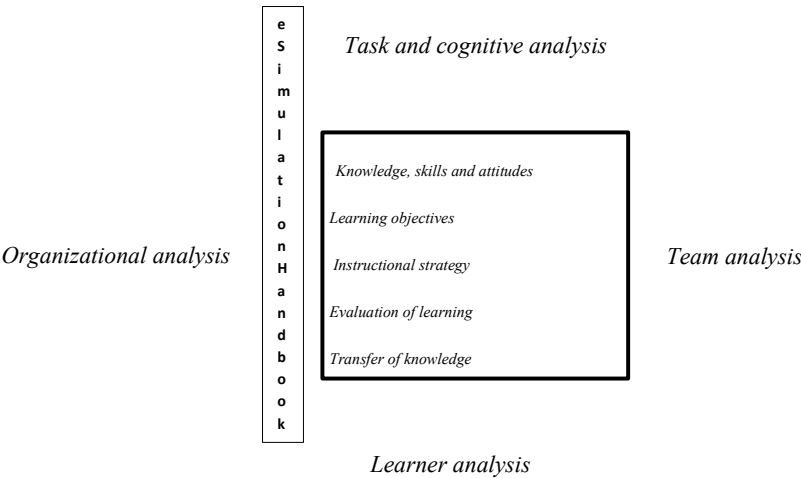 eSimulationHandbook
Task and cognitive analysis
Knowledge, skills and attitudes
Learning objectives
Organizational analysis
Instructional strategy
Team analysis
Evaluation of learning
Transfer of knowledge
Learner analysis